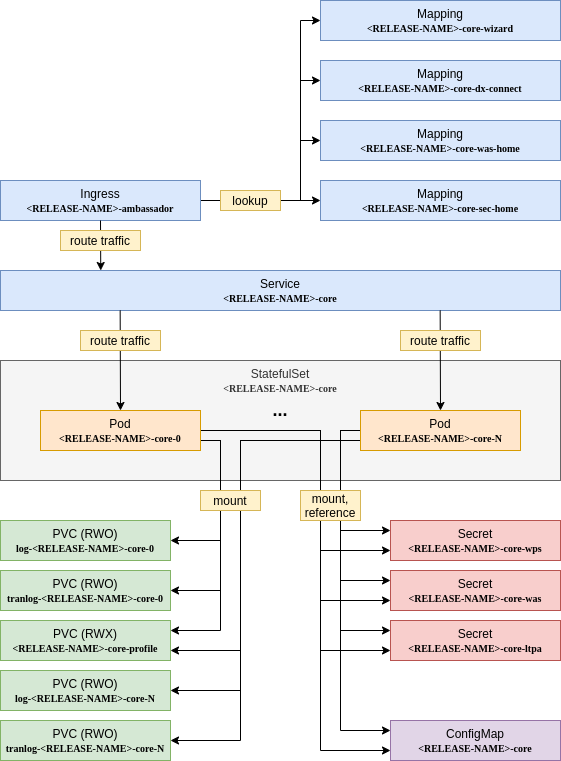 Mapping
<RELEASE-NAME>-core-wizard
Mapping
<RELEASE-NAME>-core-dx-connect
Mapping
<RELEASE-NAME>-core-was-home
Ingress
<RELEASE-NAME>-ambassador
lookup
Mapping
<RELEASE-NAME>-core-sec-home
route traffic
Service
<RELEASE-NAME>-core
route traffic
route traffic
StatefulSet
<RELEASE-NAME>-core
...
Pod
<RELEASE-NAME>-core-0
Pod
<RELEASE-NAME>-core-N
mount
mount,
reference
PVC (RWO)
log-<RELEASE-NAME>-core-0
Secret
<RELEASE-NAME>-core-wps
PVC (RWO)
tranlog-<RELEASE-NAME>-core-0
Secret
<RELEASE-NAME>-core-was
PVC (RWX)
<RELEASE-NAME>-core-profile
Secret
<RELEASE-NAME>-core-ltpa
PVC (RWO)
log-<RELEASE-NAME>-core-N
PVC (RWO)
tranlog-<RELEASE-NAME>-core-N
ConfigMap
<RELEASE-NAME>-core